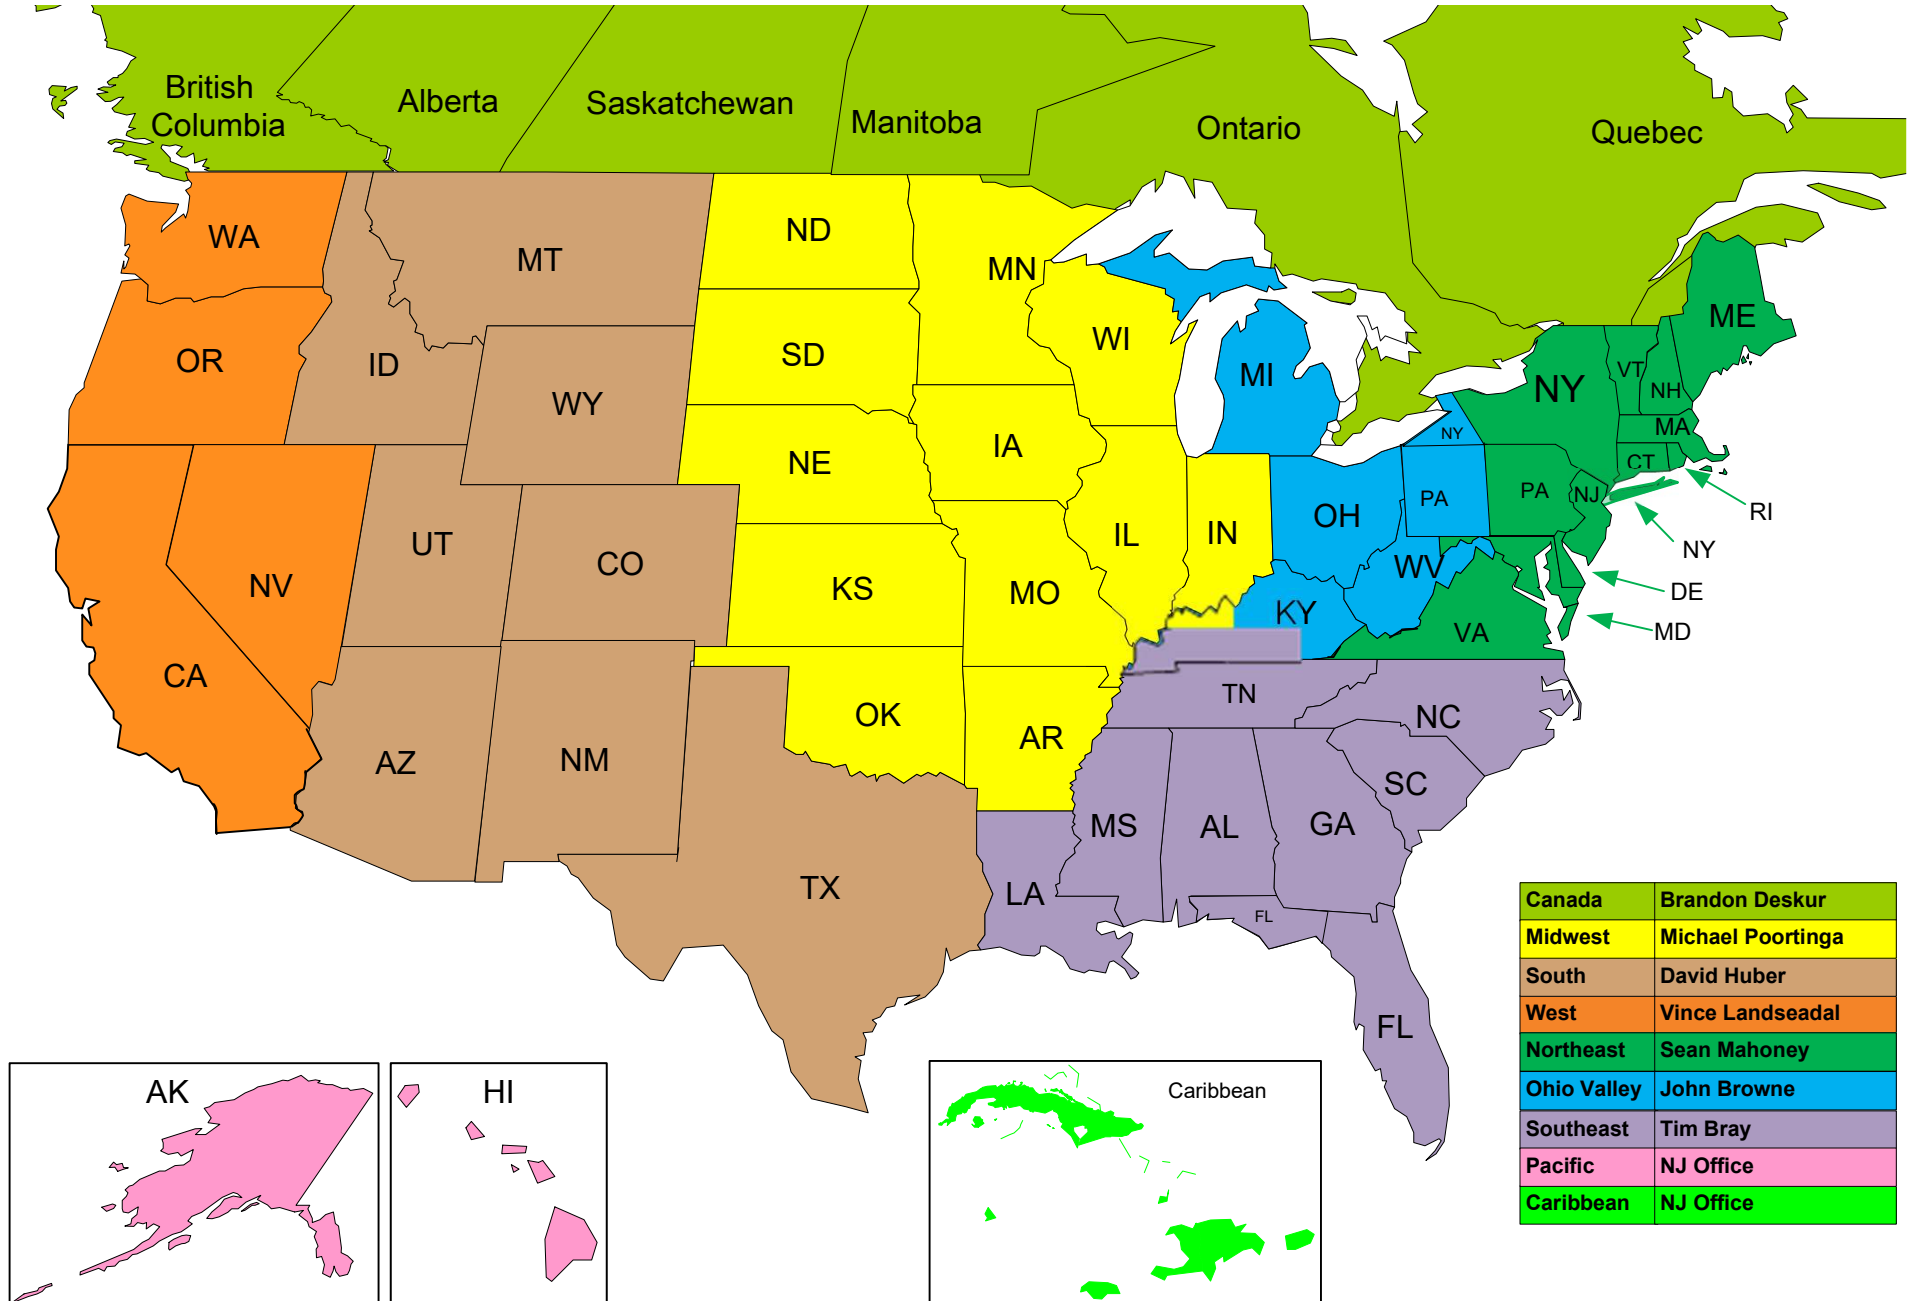 British
Columbia
Alberta
Saskatchewan
Manitoba
Ontario
Quebec
WA
MT
ND
MN
OR
ID
WY
SD
WI
MI
NY
VT
NH
ME
MA
NE
IA
NY
CT
NV
UT
CO
KS
MO
IL
IN
OH
PA
PA
NJ
RI
NY
WV
KY
DE
VA
MD
CA
AZ
NM
OK
AR
TN
NC
SC
TX
LA
MS
AL
GA
FL
FL
Canada Brandon Deskur
Midwest Michael Poortinga
South David Huber
West Vince Landseadal
Northeast Sean Mahoney
Ohio Valley John Browne
Southeast Tim Bray
Pacific NJ Office
Caribbean NJ Office
AK
HI
Caribbean